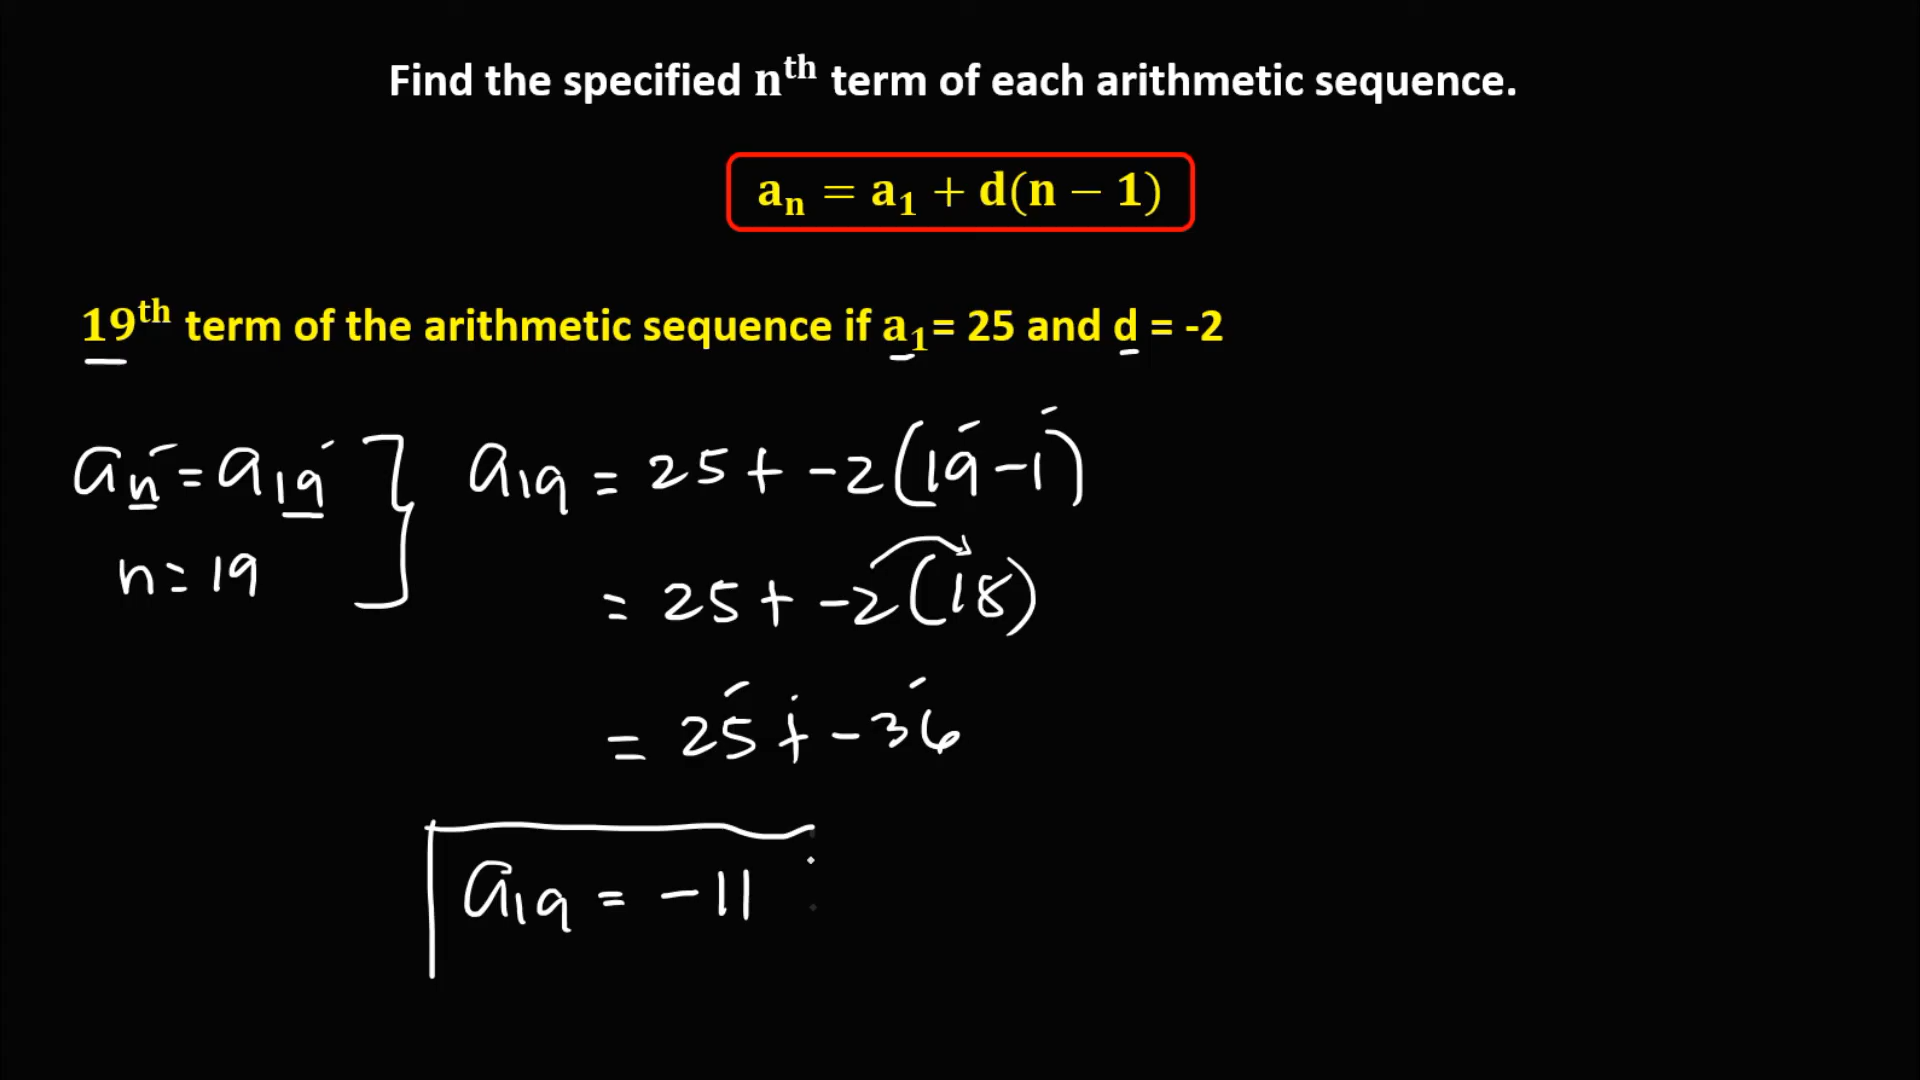 Find the specified nᵗʰ term of each arithmetic sequence.
aₙ = a₁ + d(n − 1)
19ᵗʰ term of the arithmetic sequence if a₁= 25 and d = -2
aₙ = a₁₉
n = 19
a₁₉ = 25 + -2(19-1)
= 25 + -2(18)
= 25 + -36
a₁₉ = -11